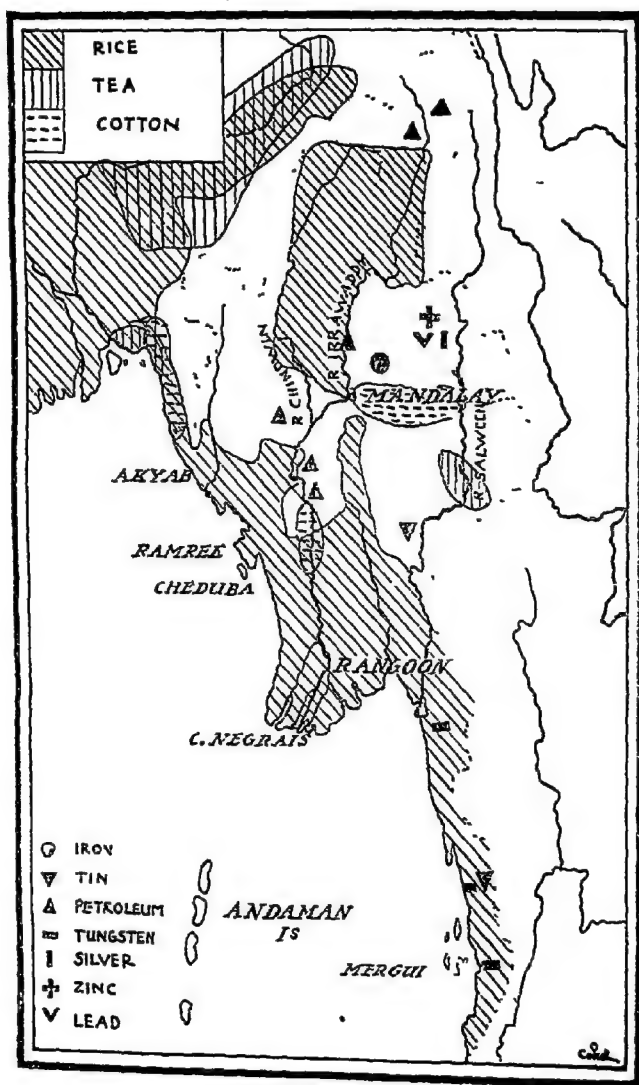 RICE
TEA
COTTON
R IRRAWADDY
R CHINDWIN
MANDALAY
R-SALWEEN
AKYAB
RAMREE
CHEDUBA
RANGOON
C. NEGRAIS
IRON
TIN
PETROLEUM
TUNGSTEN
SILVER
ZINC
LEAD
ANDAMAN
IS
MERGUI